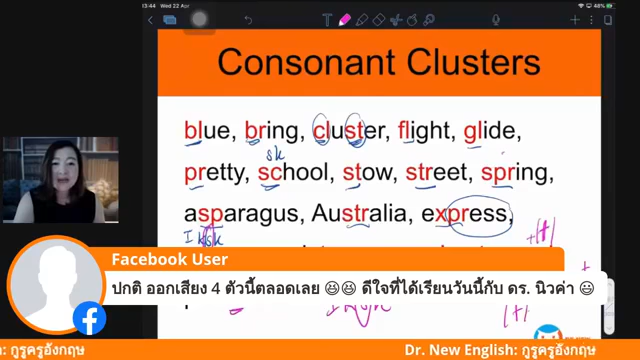 13:44 Wed 22 Apr
Consonant Clusters
blue, bring, cluster, flight, glide,
sk
pretty, school, stow, street, spring,
asparagus, Australia, express,
Facebook User
ปกติ ออกเสียง 4 ตัวนี้ตลอดเลย 😆😆 ดีใจที่ได้เรียนวันนี้กับ ดร. นิวค่า 😃
: กูรูครูอังกฤษ
Dr. New English: กูรูครูอังกฤษ